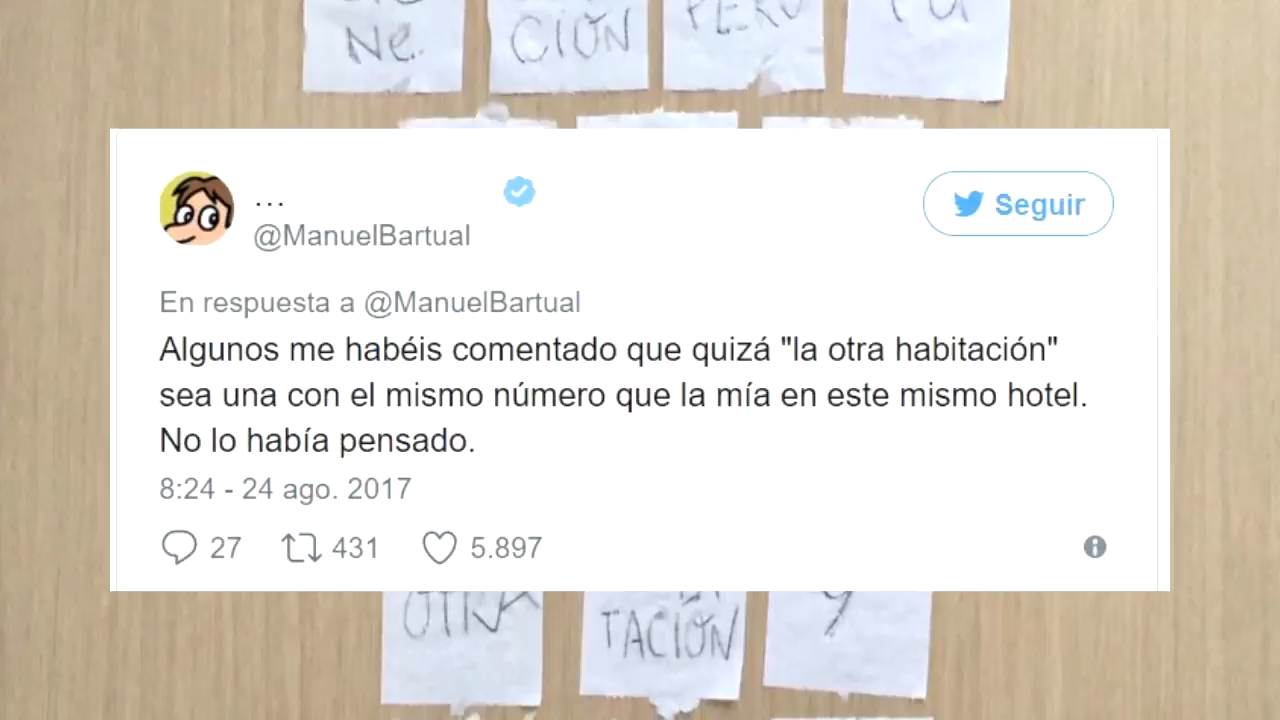 Ne.
CIÓN
PERO
...
@ManuelBartual
Seguir
En respuesta a @ManuelBartual
Algunos me habéis comentado que quizá "la otra habitación"
sea una con el mismo número que la mía en este mismo hotel.
No lo había pensado.
8:24 - 24 ago. 2017
27 431 5.897
OTRA
TACIÓN
y